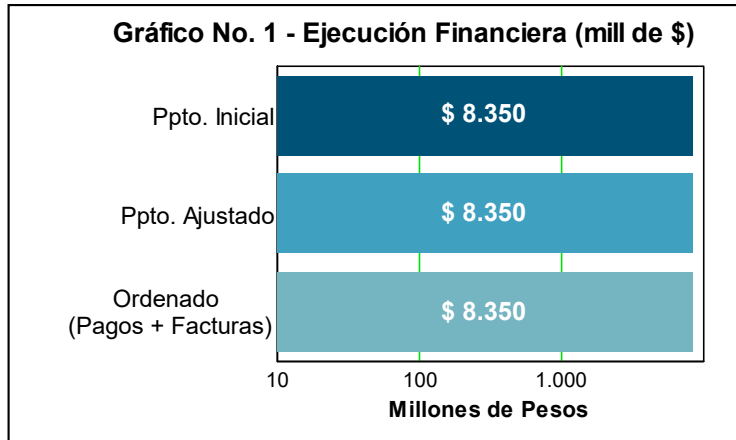 Gráfico No. 1 - Ejecución Financiera (mill de $)
Ppto. Inicial
$ 8.350
Ppto. Ajustado
$ 8.350
Ordenado
(Pagos + Facturas)
$ 8.350
10
100
1.000
Millones de Pesos